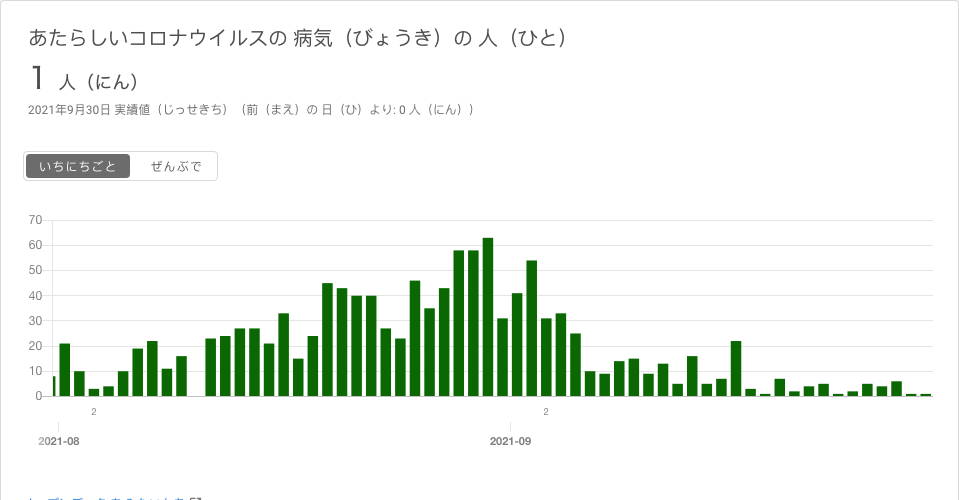 あたらしいコロナウイルスの 病気（びょうき）の 人（ひと）
1 人（にん）
2021年9月30日 実績値（じっせきち）（前（まえ）の 日（ひ）より: 0 人（にん））
いちにちごと ぜんぶで
70
60
50
40
30
20
10
0
2 2
2021-08 2021-09